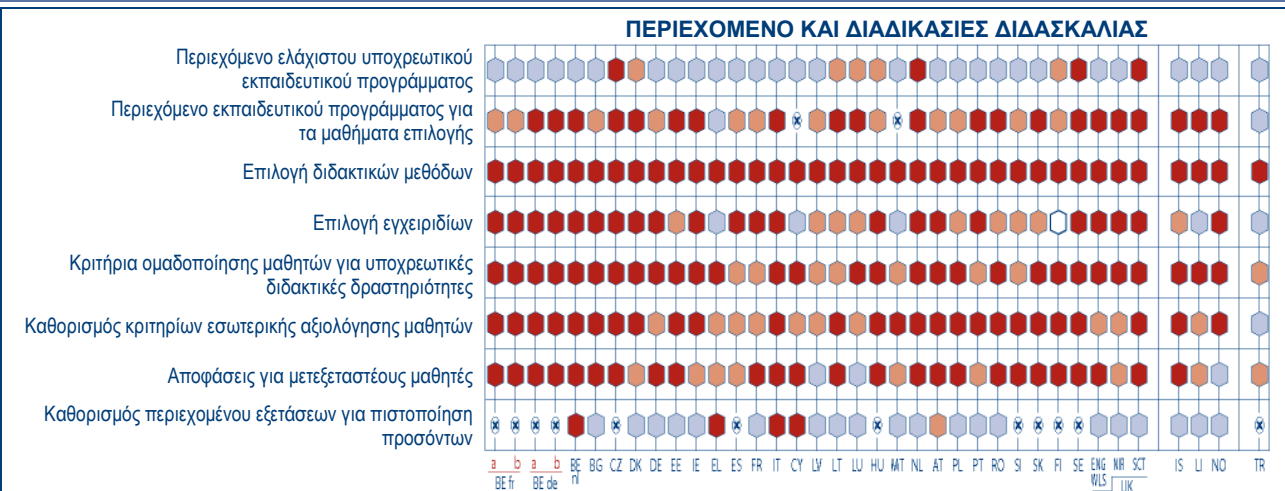 ΠΕΡΙΕΧΟΜΕΝΟ ΚΑΙ ΔΙΑΔΙΚΑΣΙΕΣ ΔΙΔΑΣΚΑΛΙΑΣ
Περιεχόμενο ελάχιστου υποχρεωτικού
εκπαιδευτικού προγράμματος
Περιεχόμενο εκπαιδευτικού προγράμματος για
τα μαθήματα επιλογής
Επιλογή διδακτικών μεθόδων
Επιλογή εγχειριδίων
Κριτήρια ομαδοποίησης μαθητών για υποχρεωτικές
διδακτικές δραστηριότητες
Καθορισμός κριτηρίων εσωτερικής αξιολόγησης μαθητών
Αποφάσεις για μετεξεταστέους μαθητές
Καθορισμός περιεχομένου εξετάσεων για πιστοποίηση
προσόντων
a b a b BE BG CZ DK DE EE IE EL ES FR IT CY LV LT LU HU MT NL AT PL PT RO SI SK FI SE ENG NIR SCT IS LI NO TR
BE fr BE de nl WLS UK